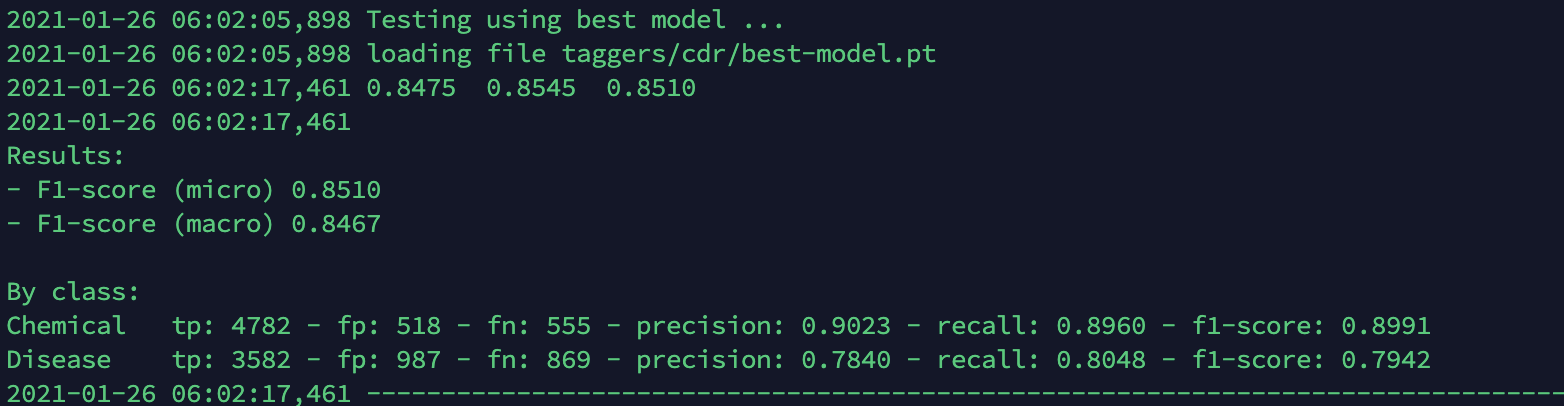 2021-01-26 06:02:05,898 Testing using best model ...
2021-01-26 06:02:05,898 loading file taggers/cdr/best-model.pt
2021-01-26 06:02:17,461 0.8475  0.8545  0.8510
2021-01-26 06:02:17,461
Results:
- F1-score (micro) 0.8510
- F1-score (macro) 0.8467

By class:
Chemical   tp: 4782 - fp: 518 - fn: 555 - precision: 0.9023 - recall: 0.8960 - f1-score: 0.8991
Disease    tp: 3582 - fp: 987 - fn: 869 - precision: 0.7840 - recall: 0.8048 - f1-score: 0.7942
2021-01-26 06:02:17,461 --------------------------------------------------------------------------------